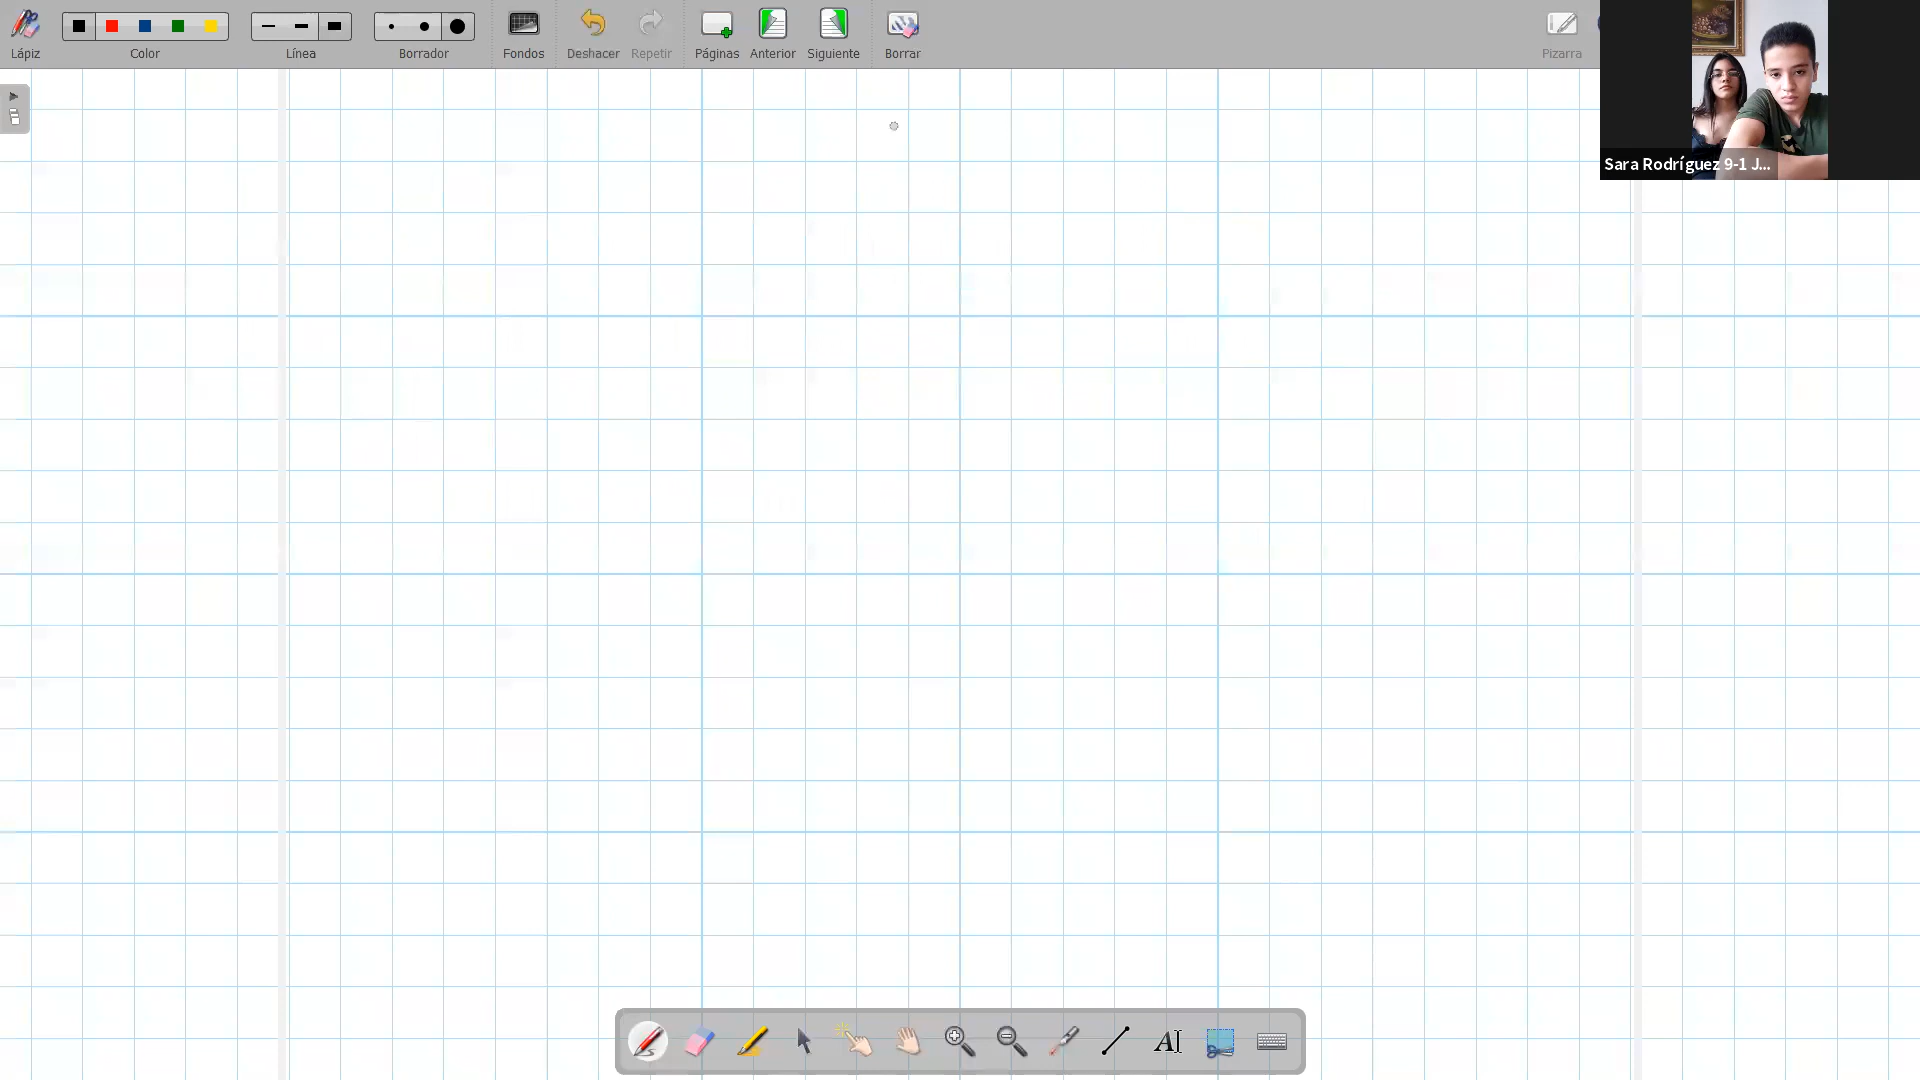 Lápiz
Color
Línea
Borrador
Fondos
Deshacer
Repetir
Páginas
Anterior
Siguiente
Borrar
Pizarra
Sara Rodríguez 9-1 J...